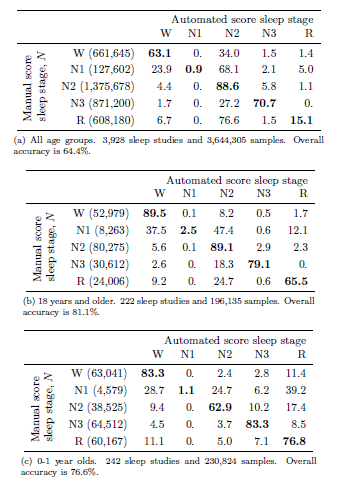 Automated score sleep stage
W N1 N2 N3 R
Manual score
sleep stage, N
W (661,645) 63.1 0. 34.0 1.5 1.4
N1 (127,602) 23.9 0.9 68.1 2.1 5.0
N2 (1,375,678) 4.4 0. 88.6 5.8 1.1
N3 (871,200) 1.7 0. 27.2 70.7 0.
R (608,180) 6.7 0. 76.6 1.5 15.1
(a) All age groups. 3,928 sleep studies and 3,644,305 samples. Overall
accuracy is 64.4%.
Automated score sleep stage
W N1 N2 N3 R
Manual score
sleep stage, N
W (52,979) 89.5 0.1 8.2 0.5 1.7
N1 (8,263) 37.5 2.5 47.4 0.6 12.1
N2 (80,275) 5.6 0.1 89.1 2.9 2.3
N3 (30,612) 2.6 0. 18.3 79.1 0.
R (24,006) 9.2 0. 24.7 0.6 65.5
(b) 18 years and older. 222 sleep studies and 196,135 samples. Overall
accuracy is 81.1%.
Automated score sleep stage
W N1 N2 N3 R
Manual score
sleep stage, N
W (63,041) 83.3 0. 2.4 2.8 11.4
N1 (4,579) 28.7 1.1 24.7 6.2 39.2
N2 (38,525) 9.4 0. 62.9 10.2 17.4
N3 (64,512) 4.5 0. 3.7 83.3 8.5
R (60,167) 11.1 0. 5.0 7.1 76.8
(c) 0-1 year olds. 242 sleep studies and 230,824 samples. Overall
accuracy is 76.6%.